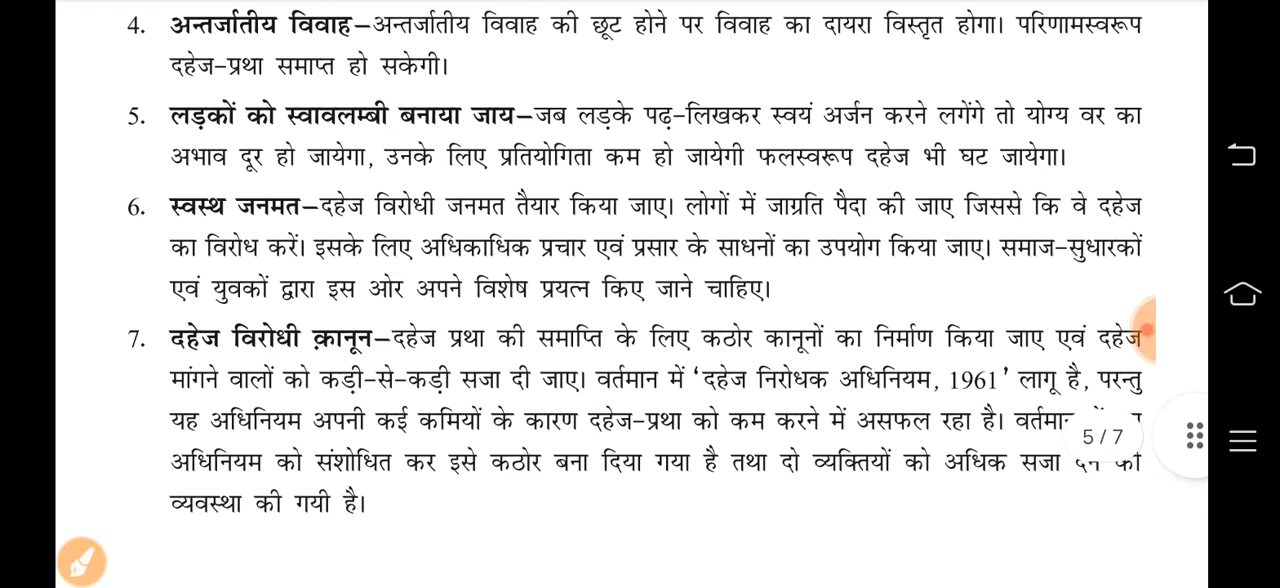 4. अन्तर्जातीय विवाह–अन्तर्जातीय विवाह की छूट होने पर विवाह का दायरा विस्तृत होगा। परिणामस्वरूप
दहेज-प्रथा समाप्त हो सकेगी।
5. लड़कों को स्वावलम्बी बनाया जाय–जब लड़के पढ़-लिखकर स्वयं अर्जन करने लगेंगे तो योग्य वर का
अभाव दूर हो जायेगा, उनके लिए प्रतियोगिता कम हो जायेगी फलस्वरूप दहेज भी घट जायेगा।
6. स्वस्थ जनमत–दहेज विरोधी जनमत तैयार किया जाए। लोगों में जाग्रति पैदा की जाए जिससे कि वे दहेज
का विरोध करें। इसके लिए अधिकाधिक प्रचार एवं प्रसार के साधनों का उपयोग किया जाए। समाज-सुधारकों
एवं युवकों द्वारा इस ओर अपने विशेष प्रयत्न किए जाने चाहिए।
7. दहेज विरोधी क़ानून–दहेज प्रथा की समाप्ति के लिए कठोर कानूनों का निर्माण किया जाए एवं दहेज
मांगने वालों को कड़ी-से-कड़ी सजा दी जाए। वर्तमान में ‘दहेज निरोधक अधिनियम, 1961’ लागू है, परन्तु
यह अधिनियम अपनी कई कमियों के कारण दहेज-प्रथा को कम करने में असफल रहा है।
5 / 7
अधिनियम को संशोधित कर इसे कठोर बना दिया गया है तथा दो व्यक्तियों को अधिक सजा
व्यवस्था की गयी है।